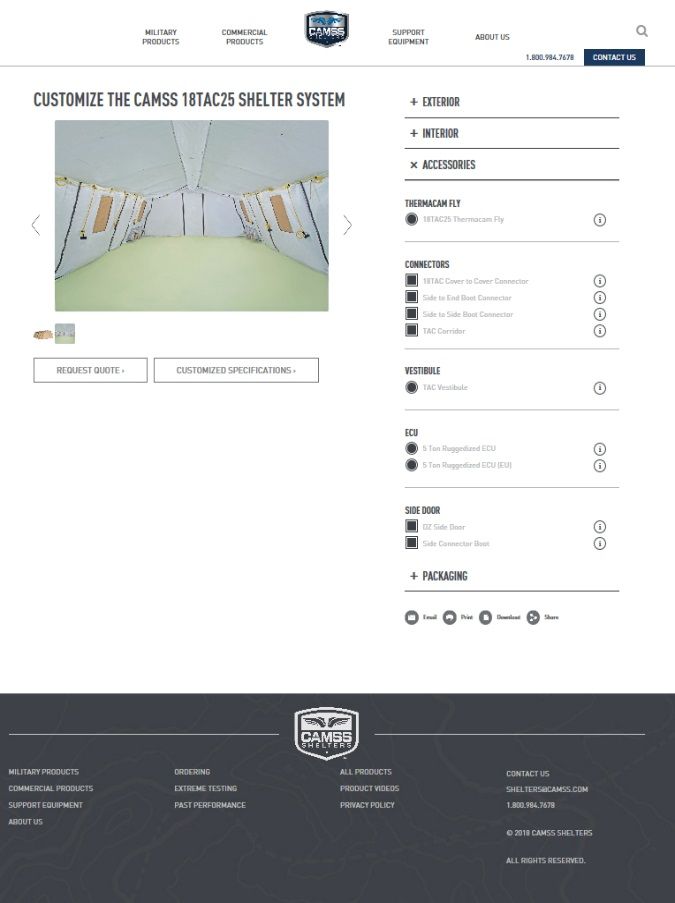 MILITARY
PRODUCTS
COMMERCIAL
PRODUCTS
CAMSS
SHELTERS
SUPPORT
EQUIPMENT
ABOUT US
1.800.984.7678
CONTACT US
CUSTOMIZE THE CAMSS 18TAC25 SHELTER SYSTEM
REQUEST QUOTE ›
CUSTOMIZED SPECIFICATIONS ›
+ EXTERIOR
+ INTERIOR
× ACCESSORIES
THERMACAM FLY
18TAC25 Thermacam Fly
CONNECTORS
18TAC Cover to Cover Connector
Side to End Boot Connector
Side to Side Boot Connector
TAC Corridor
VESTIBULE
TAC Vestibule
ECU
5 Ton Ruggedized ECU
5 Ton Ruggedized ECU (EU)
SIDE DOOR
DZ Side Door
Side Connector Boot
+ PACKAGING
Email Print Download Share
CAMSS
SHELTERS
MILITARY PRODUCTS
COMMERCIAL PRODUCTS
SUPPORT EQUIPMENT
ABOUT US
ORDERING
EXTREME TESTING
PAST PERFORMANCE
ALL PRODUCTS
PRODUCT VIDEOS
PRIVACY POLICY
CONTACT US
SHELTERS@CAMSS.COM
1.800.984.7678
© 2018 CAMSS SHELTERS
ALL RIGHTS RESERVED.